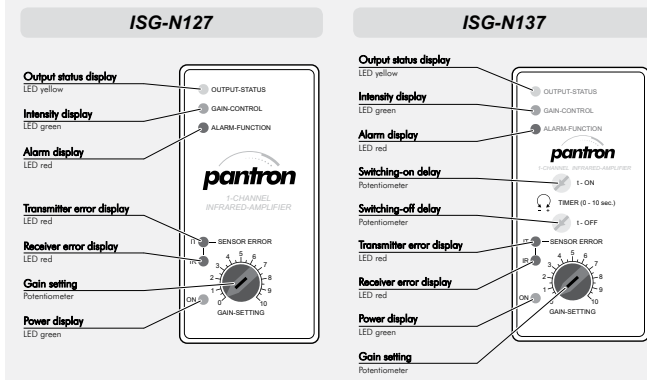 ISG-N127
Output status display
LED yellow
Intensity display
LED green
Alarm display
LED red
Transmitter error display
LED red
Receiver error display
LED red
Gain setting
Potentiometer
Power display
LED green
OUTPUT-STATUS
GAIN-CONTROL
ALARM-FUNCTION
pantron
1-CHANNEL
INFRARED-AMPLIFIER
IT SENSOR ERROR
IR
0 1 2 3 4 5 6 7 8 9 10
ON
GAIN-SETTING
ISG-N137
Output status display
LED yellow
Intensity display
LED green
Alarm display
LED red
Switching-on delay
Potentiometer
Switching-off delay
Potentiometer
Transmitter error display
LED red
Receiver error display
LED red
Power display
LED green
Gain setting
Potentiometer
OUTPUT-STATUS
GAIN-CONTROL
ALARM-FUNCTION
pantron
1-CHANNEL INFRARED-AMPLIFIER
t - ON
TIMER (0 - 10 sec.)
t - OFF
IT SENSOR ERROR
IR
0 1 2 3 4 5 6 7 8 9 10
ON
GAIN-SETTING